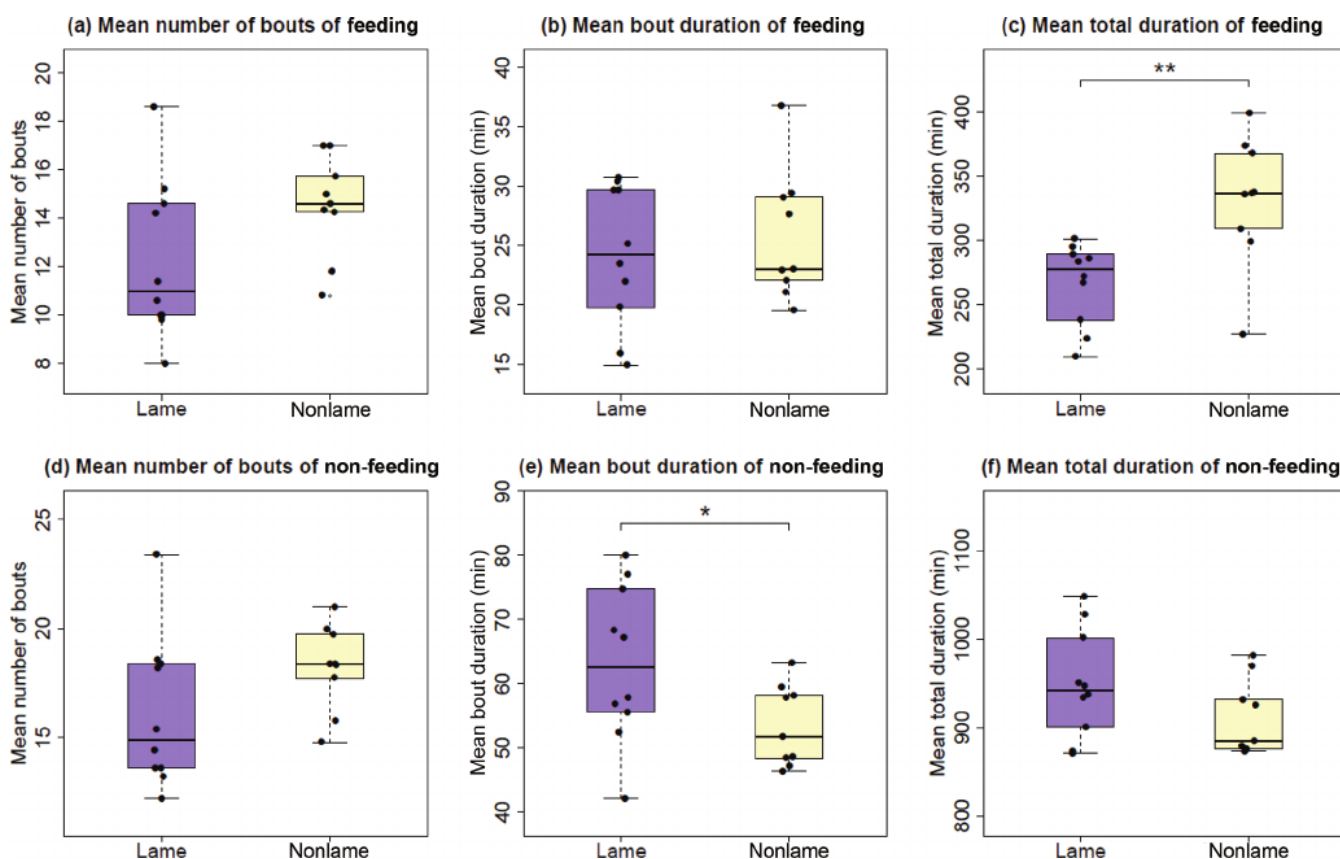 (a) Mean number of bouts of feeding
Mean number of bouts
20
18
16
14
12
10
8
Lame
Nonlame
(b) Mean bout duration of feeding
Mean bout duration (min)
40
35
30
25
20
15
Lame
Nonlame
(c) Mean total duration of feeding
Mean total duration (min)
**
400
350
300
250
200
Lame
Nonlame
(d) Mean number of bouts of non-feeding
Mean number of bouts
25
20
15
Lame
Nonlame
(e) Mean bout duration of non-feeding
Mean bout duration (min)
*
90
80
70
60
50
40
Lame
Nonlame
(f) Mean total duration of non-feeding
Mean total duration (min)
1100
1000
900
800
Lame
Nonlame